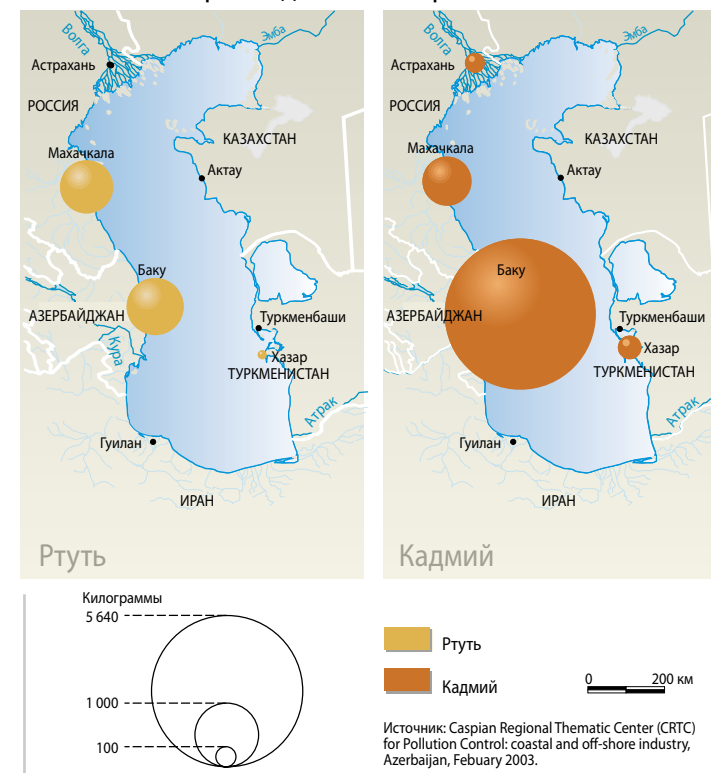 Волга
Эмба
Астрахань
РОССИЯ
КАЗАХСТАН
Махачкала
Актау
Баку
АЗЕРБАЙДЖАН
Туркменбаши
Кура
Хазар
ТУРКМЕНИСТАН
Атрак
Гуилан
ИРАН
Ртуть
Волга
Эмба
Астрахань
РОССИЯ
КАЗАХСТАН
Махачкала
Актау
Баку
АЗЕРБАЙДЖАН
Туркменбаши
Хазар
ТУРКМЕНИСТАН
Атрак
Гуилан
ИРАН
Кадмий
Килограммы
5 640
1 000
100
Ртуть
Кадмий
0 200 км
Источник: Caspian Regional Thematic Center (CRTC)
for Pollution Control: coastal and off-shore industry,
Azerbaijan, Febuary 2003.